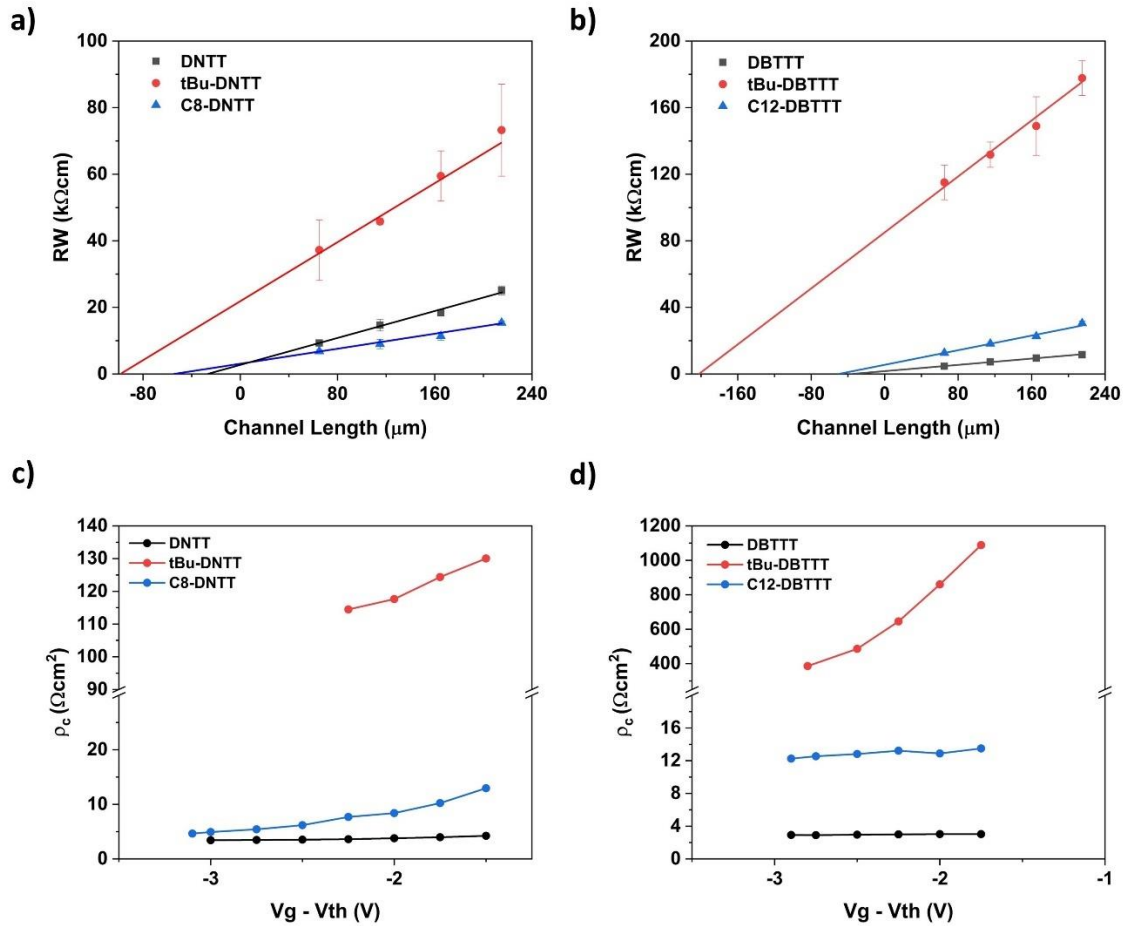 a)
100
80
60
40
20
0
RW (kΩcm)
DNTT
tBu-DNTT
C8-DNTT
-80 0 80 160 240
Channel Length (μm)
b)
200
160
120
80
40
0
RW (kΩcm)
DBTTT
tBu-DBTTT
C12-DBTTT
-160 -80 0 80 160 240
Channel Length (μm)
c)
140
130
120
110
100
90
20
10
0
ρc (Ωcm²)
DNTT
tBu-DNTT
C8-DNTT
-3 -2
Vg - Vth (V)
d)
1200
1000
800
600
400
16
12
8
4
0
ρc (Ωcm²)
DBTTT
tBu-DBTTT
C12-DBTTT
-3 -2 -1
Vg - Vth (V)